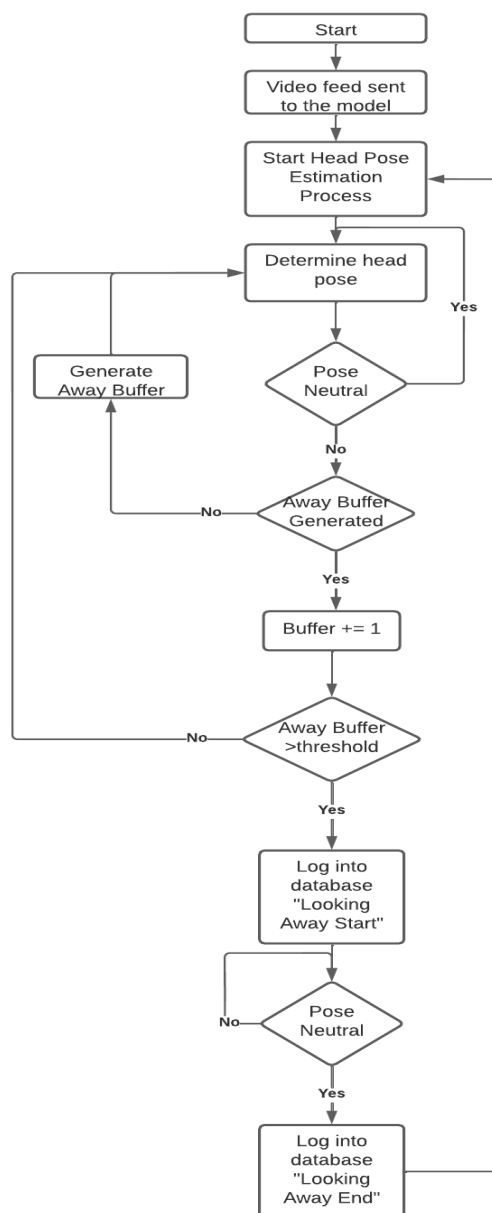 Start
Video feed sent
to the model
Start Head Pose
Estimation
Process
Determine head
pose
Yes
Generate
Away Buffer
Pose
Neutral
No
Away Buffer
Generated
No
Yes
Buffer += 1
Away Buffer
>threshold
No
Yes
Log into
database
"Looking
Away Start"
Pose
Neutral
No
Yes
Log into
database
"Looking
Away End"